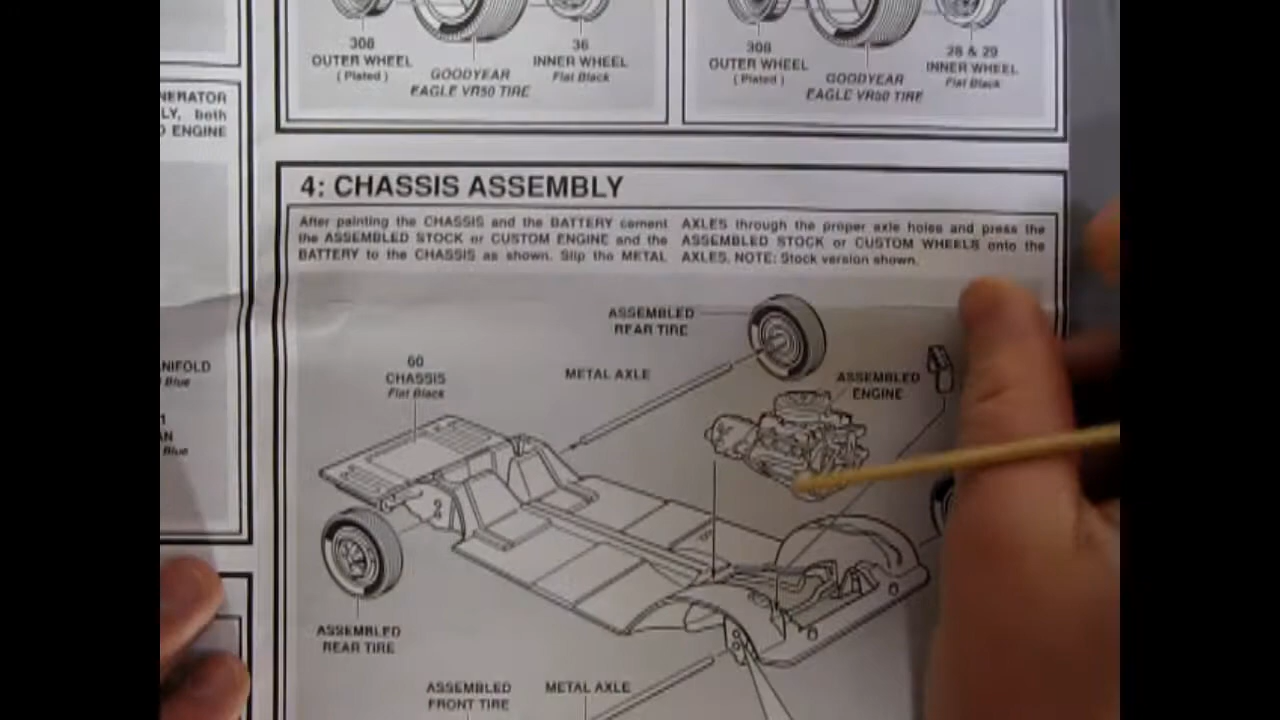 308
OUTER WHEEL
( Plated )
GOODYEAR
EAGLE VR50 TIRE
36
INNER WHEEL
Flat Black
308
OUTER WHEEL
( Plated )
GOODYEAR
EAGLE VR50 TIRE
28 & 29
INNER WHEEL
Flat Black
NERATOR
LY, both
ENGINE
NIFOLD
Blue
1
AN
Blue
4: CHASSIS ASSEMBLY
After painting the CHASSIS and the BATTERY cement
the ASSEMBLED STOCK or CUSTOM ENGINE and the
BATTERY to the CHASSIS as shown. Slip the METAL
AXLES through the proper axle holes and press the
ASSEMBLED STOCK or CUSTOM WHEELS onto the
AXLES. NOTE: Stock version shown.
ASSEMBLED
REAR TIRE
60
CHASSIS
Flat Black
METAL AXLE
ASSEMBLED
ENGINE
ASSEMBLED
REAR TIRE
ASSEMBLED
FRONT TIRE
METAL AXLE